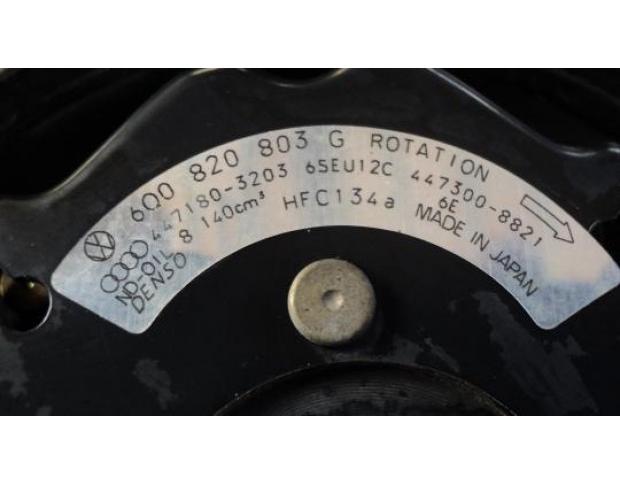 6Q0 820 803 G ROTATION
447180-3203 6SEU12C 447300-8821
ND-OIL 8 140cm³ HFC134a 6E
DENSO MADE IN JAPAN